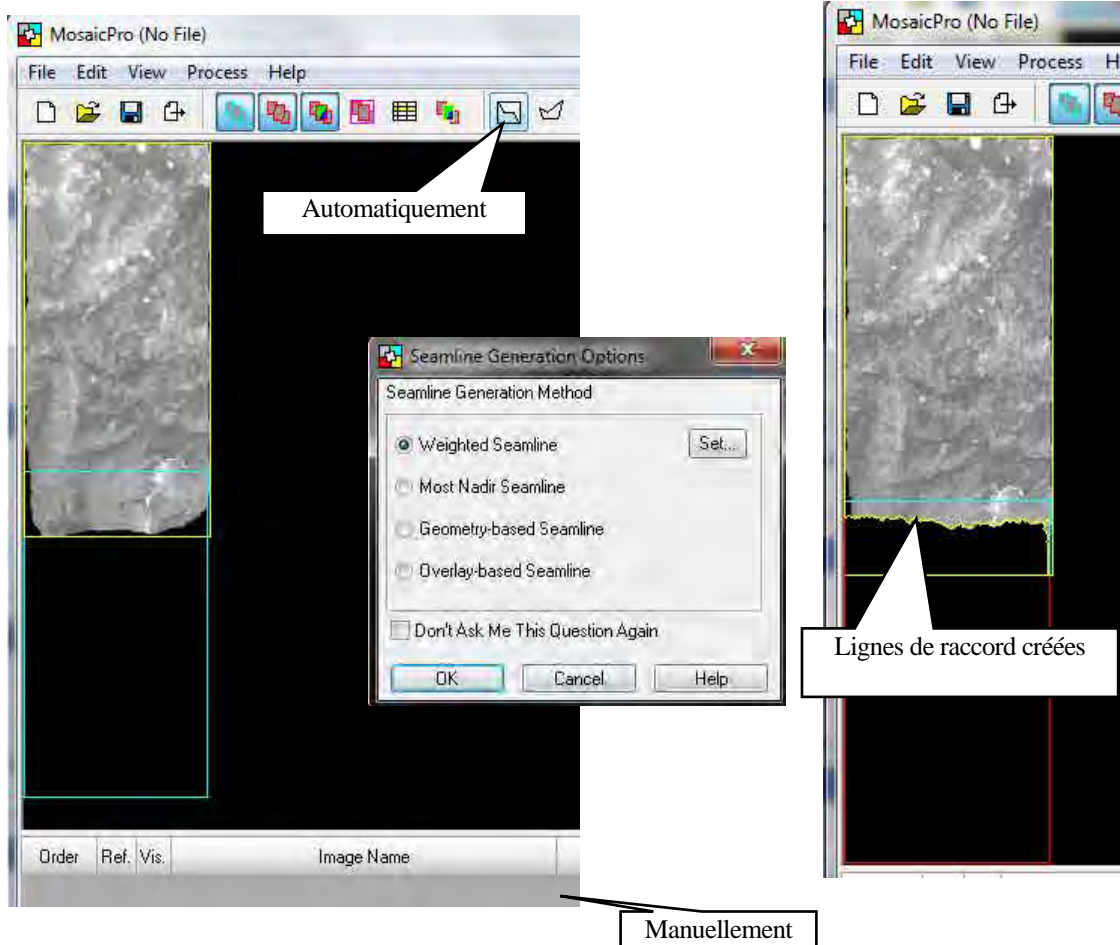 MosaicPro (No File)
File Edit View Process Help
Automatiquement
Seamline Generation Options
Seamline Generation Method
Weighted Seamline
Set...
Most Nadir Seamline
Geometry-based Seamline
Overlay-based Seamline
Don't Ask Me This Question Again
OK Cancel Help
Order Ref. Vis. Image Name
Manuellement
MosaicPro (No File)
File Edit View Process H
Lignes de raccord créées